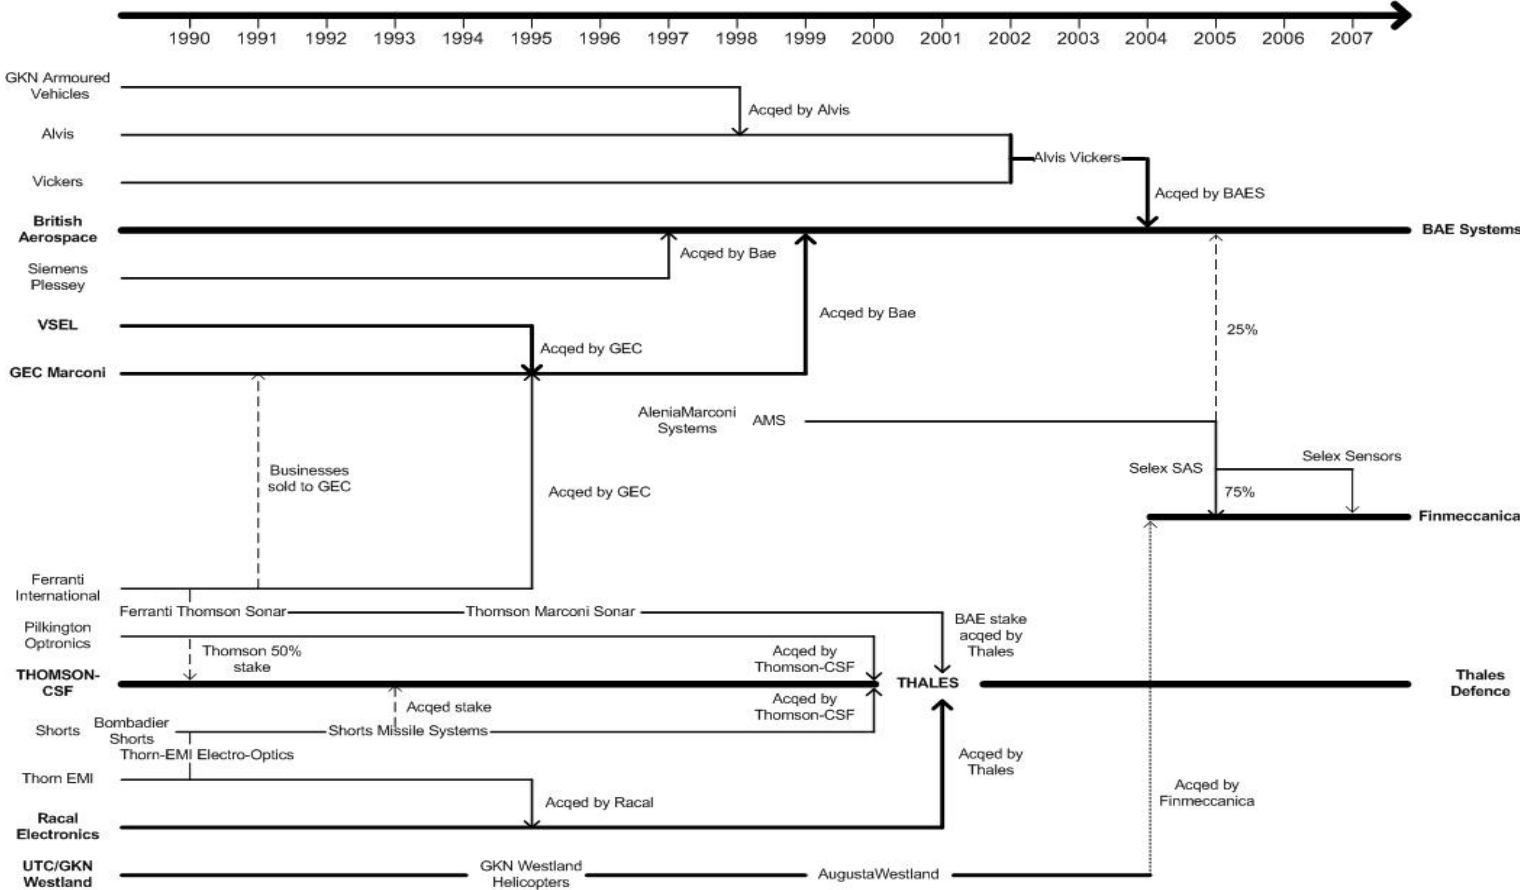 1990 1991 1992 1993 1994 1995 1996 1997 1998 1999 2000 2001 2002 2003 2004 2005 2006 2007
GKN Armoured
Vehicles
Acqed by Alvis
Alvis
Alvis Vickers
Vickers
Acqed by BAES
British
Aerospace
BAE Systems
Acqed by Bae
Siemens
Plessey
Acqed by Bae
VSEL
25%
Acqed by GEC
GEC Marconi
AleniaMarconi
Systems
AMS
Businesses
sold to GEC
Acqed by GEC
Selex SAS
Selex Sensors
75%
Finmeccanica
Ferranti
International
Ferranti Thomson Sonar
Thomson Marconi Sonar
BAE stake
acqed by
Thales
Pilkington
Optronics
Thomson 50%
stake
Acqed by
Thomson-CSF
THOMSON-
CSF
THALES
Thales
Defence
Acqed stake
Acqed by
Thomson-CSF
Shorts
Bombadier
Shorts
Shorts Missile Systems
Thorn-EMI Electro-Optics
Acqed by
Thales
Thorn EMI
Acqed by Racal
Acqed by
Finmeccanica
Racal
Electronics
UTC/GKN
Westland
GKN Westland
Helicopters
AugustaWestland